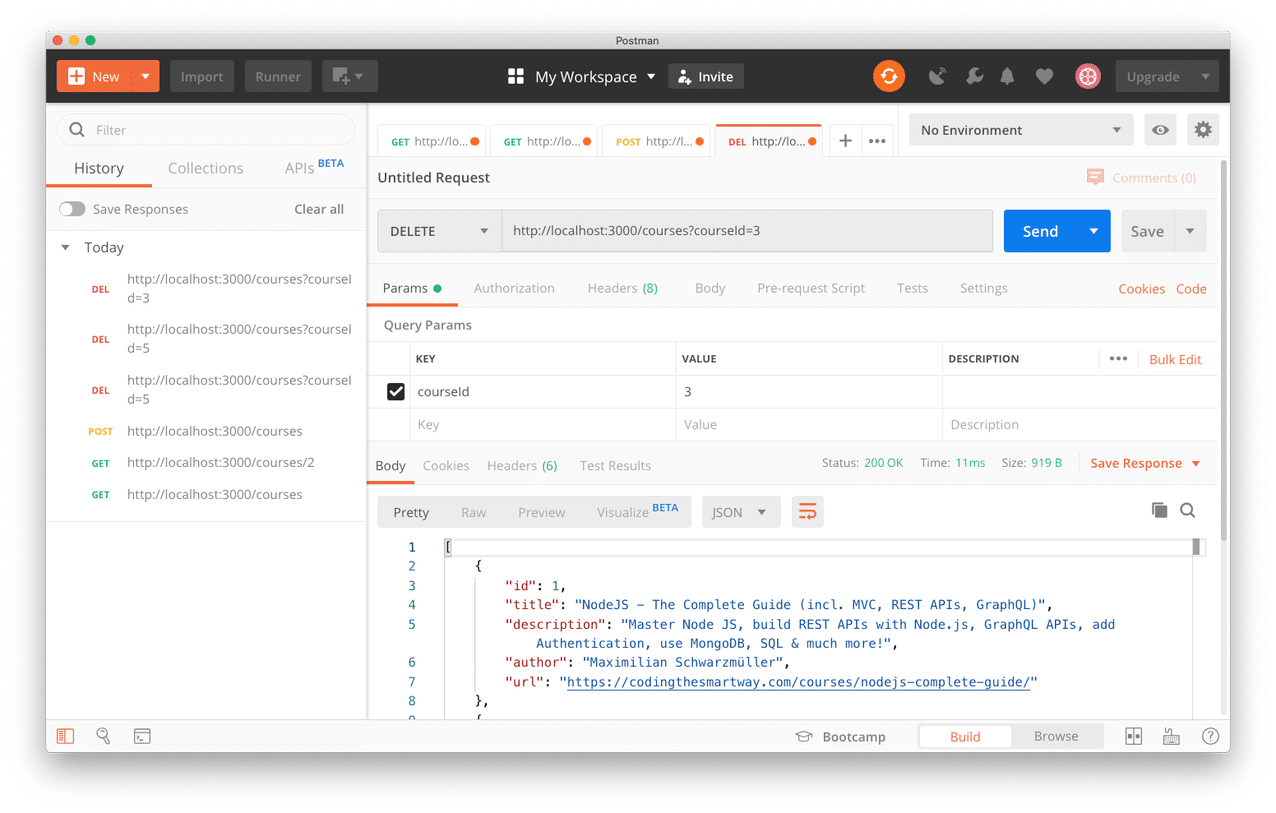 Postman
New
Import
Runner
My Workspace
Invite
Upgrade
Filter
History
Collections
APIs BETA
Save Responses
Clear all
Today
DEL http://localhost:3000/courses?courseI
d=3
DEL http://localhost:3000/courses?courseI
d=5
DEL http://localhost:3000/courses?courseI
d=5
POST http://localhost:3000/courses
GET http://localhost:3000/courses/2
GET http://localhost:3000/courses
GET http://lo...
GET http://lo...
POST http://l...
DEL http://lo...
No Environment
Untitled Request
Comments (0)
DELETE
http://localhost:3000/courses?courseId=3
Send
Save
Params
Authorization
Headers (8)
Body
Pre-request Script
Tests
Settings
Cookies
Code
Query Params
KEY
VALUE
DESCRIPTION
Bulk Edit
courseId
3
Key
Value
Description
Body
Cookies
Headers (6)
Test Results
Status: 200 OK
Time: 11ms
Size: 919 B
Save Response
Pretty
Raw
Preview
Visualize BETA
JSON
1 [
2 {
3 "id": 1,
4 "title": "NodeJS - The Complete Guide (incl. MVC, REST APIs, GraphQL)",
5 "description": "Master Node JS, build REST APIs with Node.js, GraphQL APIs, add
Authentication, use MongoDB, SQL & much more!",
6 "author": "Maximilian Schwarzmüller",
7 "url": "https://codingthesmartway.com/courses/nodejs-complete-guide/"
8 },
9 {
Bootcamp
Build
Browse